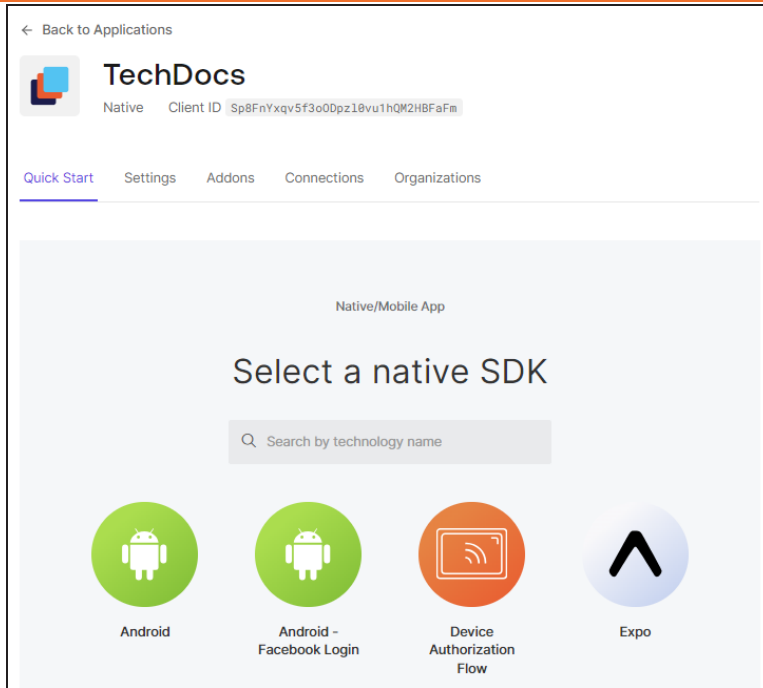 ← Back to Applications
TechDocs
Native Client ID Sp8FnYxqv5f3oODpzl0vu1hQM2HBFaFm
Quick Start Settings Addons Connections Organizations
Native/Mobile App
Select a native SDK
Search by technology name
Android
Android -
Facebook Login
Device
Authorization
Flow
Expo